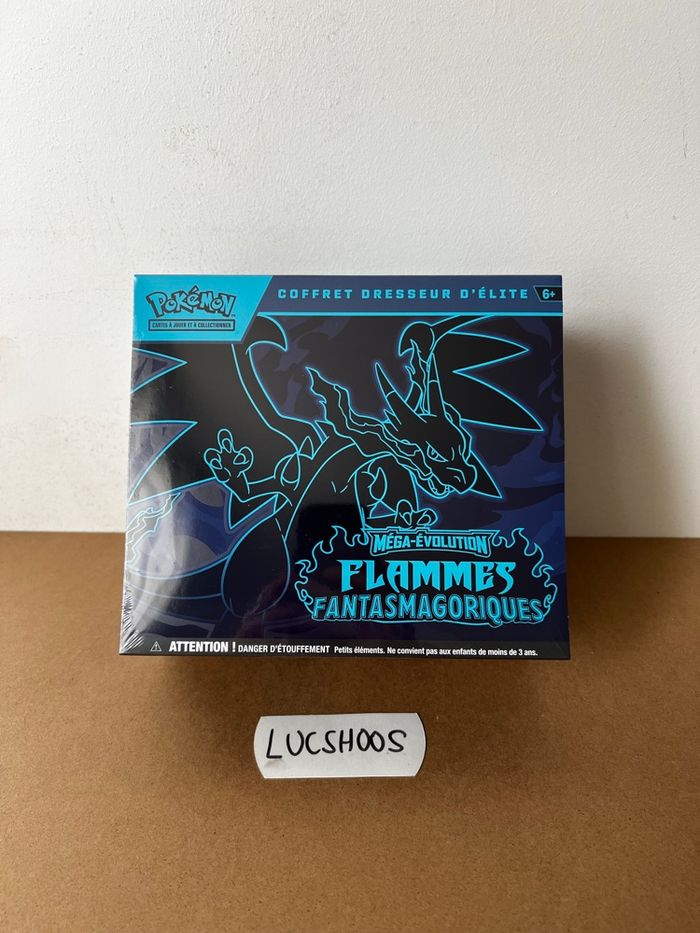 POKéMON
CARTES À JOUER ET À COLLECTIONNER
COFFRET DRESSEUR D'ÉLITE 6+
MÉGA-ÉVOLUTION
FLAMMES
FANTASMAGORIQUES
ATTENTION ! DANGER D'ÉTOUFFEMENT Petits éléments. Ne convient pas aux enfants de moins de 3 ans.
LUCSHOOS